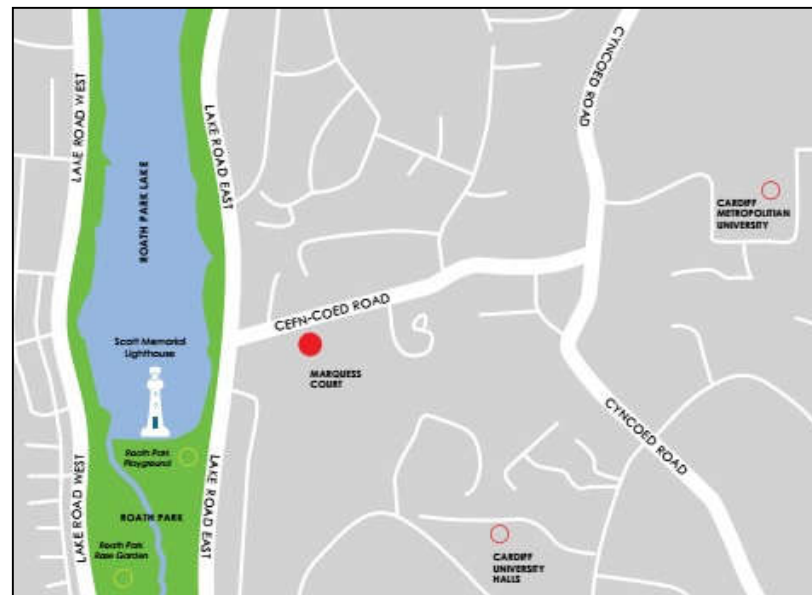 LAKE ROAD WEST
ROATH PARK LAKE
LAKE ROAD EAST
CYNCOED ROAD
CARDIFF
METROPOLITIAN
UNIVERSITY
CEFN-COED ROAD
Scott Memorial
Lighthouse
MARQUESS
COURT
CYNCOED ROAD
Roath Park
Playground
LAKE ROAD WEST
LAKE ROAD EAST
ROATH PARK
Roath Park
Rose Garden
CARDIFF
UNIVERSITY
HALLS